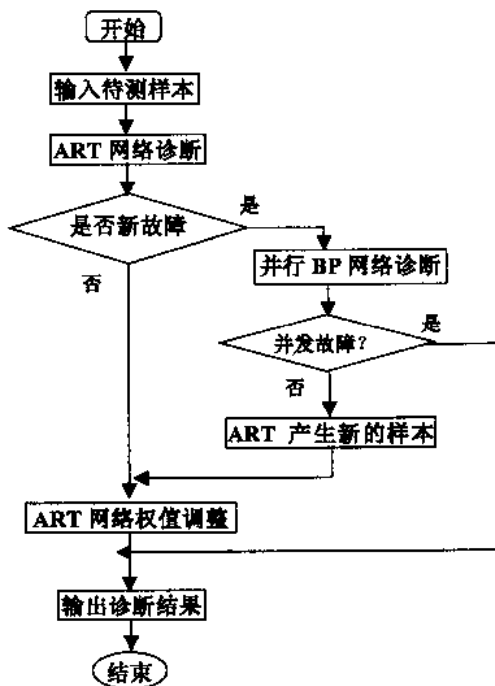 开始
输入待测样本
ART 网络诊断
是否新故障
是
否
并行 BP 网络诊断
并发故障?
是
否
ART 产生新的样本
ART 网络权值调整
输出诊断结果
结束